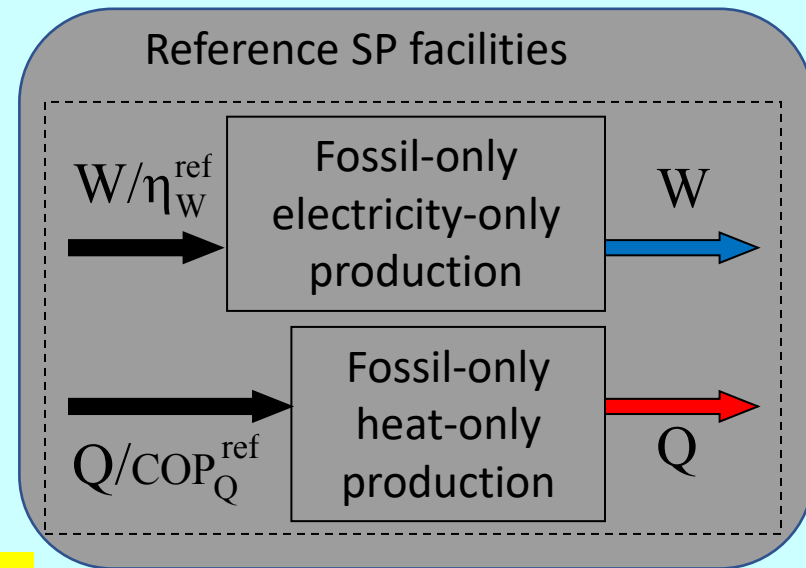 Reference SP facilities
W/η_W^ref
Fossil-only
electricity-only
production
W
Q/COP_Q^ref
Fossil-only
heat-only
production
Q